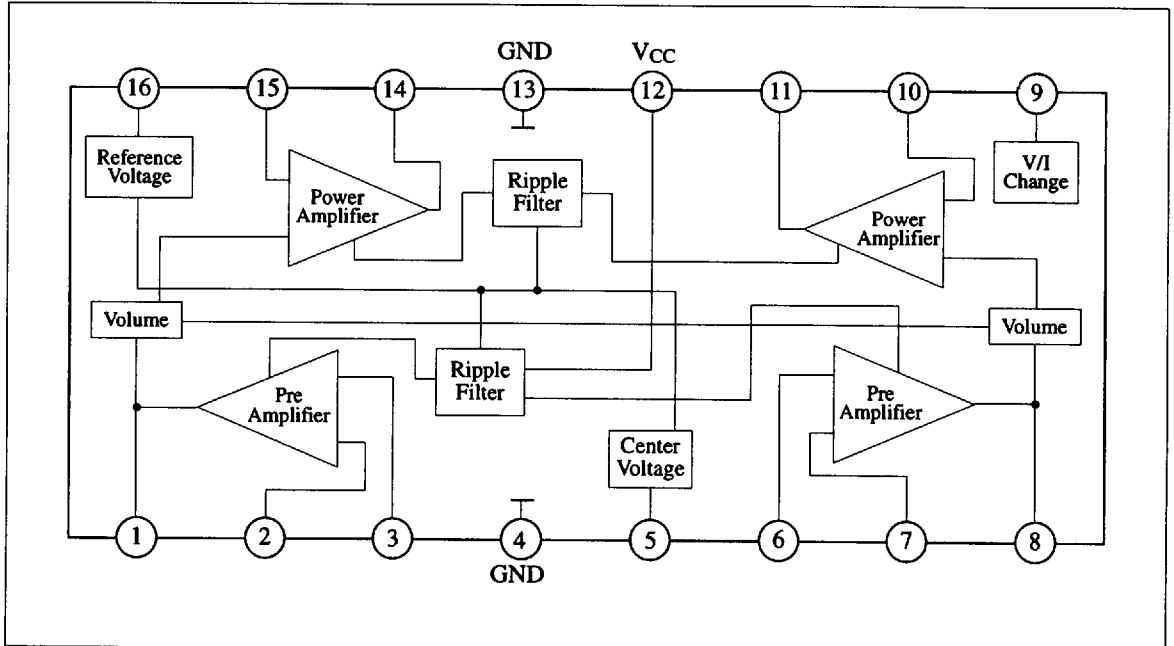 GND
VCC
16
15
14
13
12
11
10
9
Reference
Voltage
Power
Amplifier
Ripple
Filter
Power
Amplifier
V/I
Change
Volume
Volume
Pre
Amplifier
Ripple
Filter
Pre
Amplifier
Center
Voltage
1
2
3
4
5
6
7
8
GND